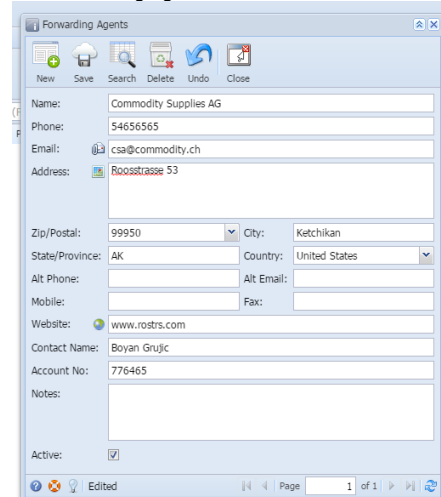 Forwarding Agents
New Save Search Delete Undo Close
Name: Commodity Supplies AG
Phone: 54656565
Email: csa@commodity.ch
Address: Roosstrasse 53
Zip/Postal: 99950 City: Ketchikan
State/Province: AK Country: United States
Alt Phone: Alt Email:
Mobile: Fax:
Website: www.rostrs.com
Contact Name: Boyan Grujic
Account No: 776465
Notes:
Active:
Edited Page 1 of 1